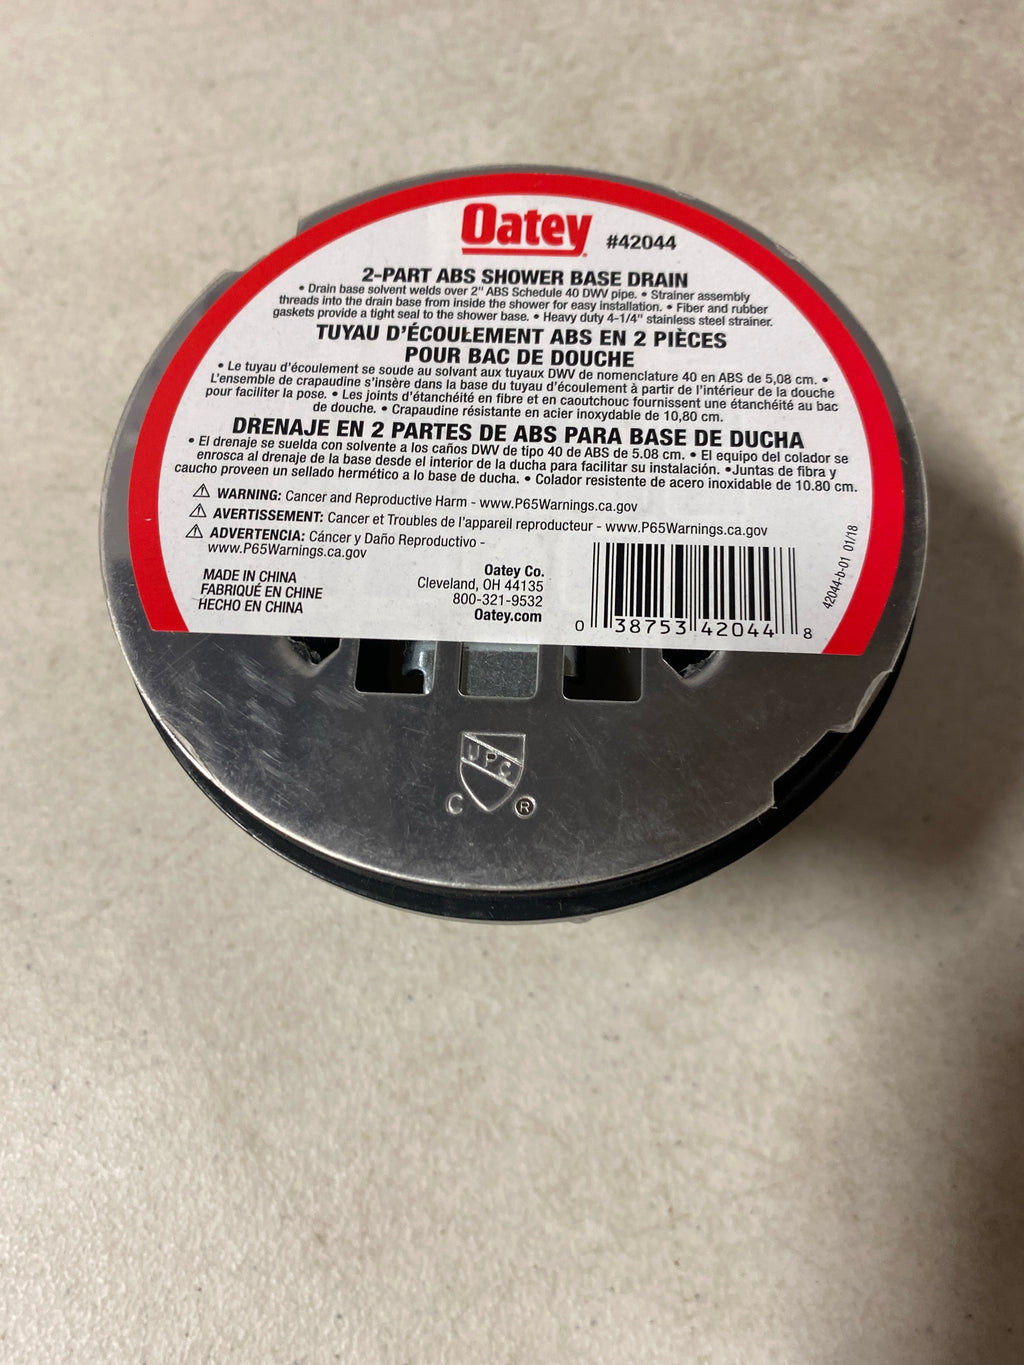 Oatey #42044
2-PART ABS SHOWER BASE DRAIN
• Drain base solvent welds over 2" ABS Schedule 40 DWV pipe. • Strainer assembly
threads into the drain base from inside the shower for easy installation. • Fiber and rubber
gaskets provide a tight seal to the shower base. • Heavy duty 4-1/4" stainless steel strainer.
TUYAU D'ÉCOULEMENT ABS EN 2 PIÈCES
POUR BAC DE DOUCHE
• Le tuyau d'écoulement se soude au solvant aux tuyaux DWV de nomenclature 40 en ABS de 5,08 cm. •
L'ensemble de crapaudine s'insère dans la base du tuyau d'écoulement à partir de l'intérieur de la douche
pour faciliter la pose. • Les joints d'étanchéité en fibre et en caoutchouc fournissent une étanchéité au bac
de douche. • Crapaudine résistante en acier inoxydable de 10,80 cm.
DRENAJE EN 2 PARTES DE ABS PARA BASE DE DUCHA
• El drenaje se suelda con solvente a los caños DWV de tipo 40 de ABS de 5.08 cm. • El equipo del colador se
enrosca al drenaje de la base desde el interior de la ducha para facilitar su instalación. •Juntas de fibra y
caucho proveen un sellado hermético a lo base de ducha. • Colador resistente de acero inoxidable de 10.80 cm.
⚠ WARNING: Cancer and Reproductive Harm - www.P65Warnings.ca.gov
⚠ AVERTISSEMENT: Cancer et Troubles de l'appareil reproducteur - www.P65Warnings.ca.gov
⚠ ADVERTENCIA: Cáncer y Daño Reproductivo -
www.P65Warnings.ca.gov
MADE IN CHINA
FABRIQUÉ EN CHINE
HECHO EN CHINA
Oatey Co.
Cleveland, OH 44135
800-321-9532
Oatey.com
0 38753 42044 8
42044-b-01 01/18
UPC
C ®